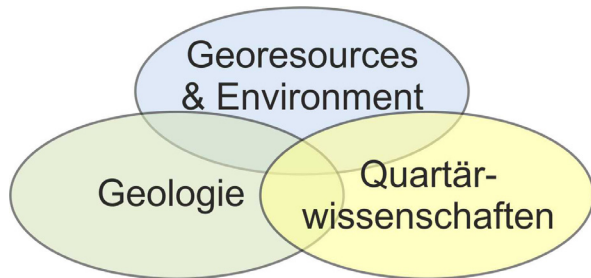 Georesources
& Environment
Geologie
Quartär-
wissenschaften